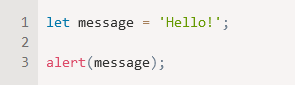 1 let message = 'Hello!';
2
3 alert(message);